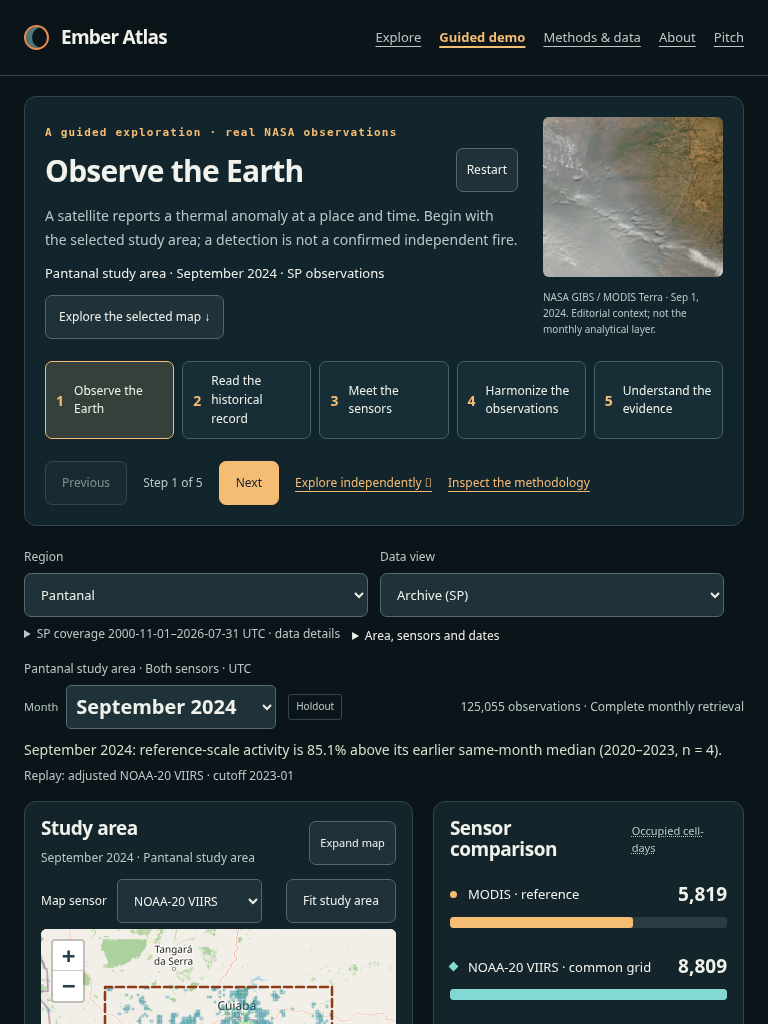 Ember Atlas
Explore
Guided demo
Methods & data
About
Pitch
A guided exploration · real NASA observations
Observe the Earth
Restart
A satellite reports a thermal anomaly at a place and time. Begin with
the selected study area; a detection is not a confirmed independent fire.
Pantanal study area · September 2024 · SP observations
Explore the selected map ↓
NASA GIBS / MODIS Terra · Sep 1,
2024. Editorial context; not the
monthly analytical layer.
1 Observe the
Earth
2 Read the
historical
record
3 Meet the
sensors
4 Harmonize the
observations
5 Understand the
evidence
Previous
Step 1 of 5
Next
Explore independently
Inspect the methodology
Region
Data view
Pantanal
Archive (SP)
SP coverage 2000-11-01–2026-07-31 UTC · data details
Area, sensors and dates
Pantanal study area · Both sensors · UTC
Month
September 2024
Holdout
125,055 observations · Complete monthly retrieval
September 2024: reference-scale activity is 85.1% above its earlier same-month median (2020–2023, n = 4).
Replay: adjusted NOAA-20 VIIRS · cutoff 2023-01
Study area
September 2024 · Pantanal study area
Expand map
Map sensor
NOAA-20 VIIRS
Fit study area
+
−
Tangará
da Serra
Cuiabá
Sensor
comparison
Occupied cell-
days
MODIS · reference
5,819
NOAA-20 VIIRS · common grid
8,809